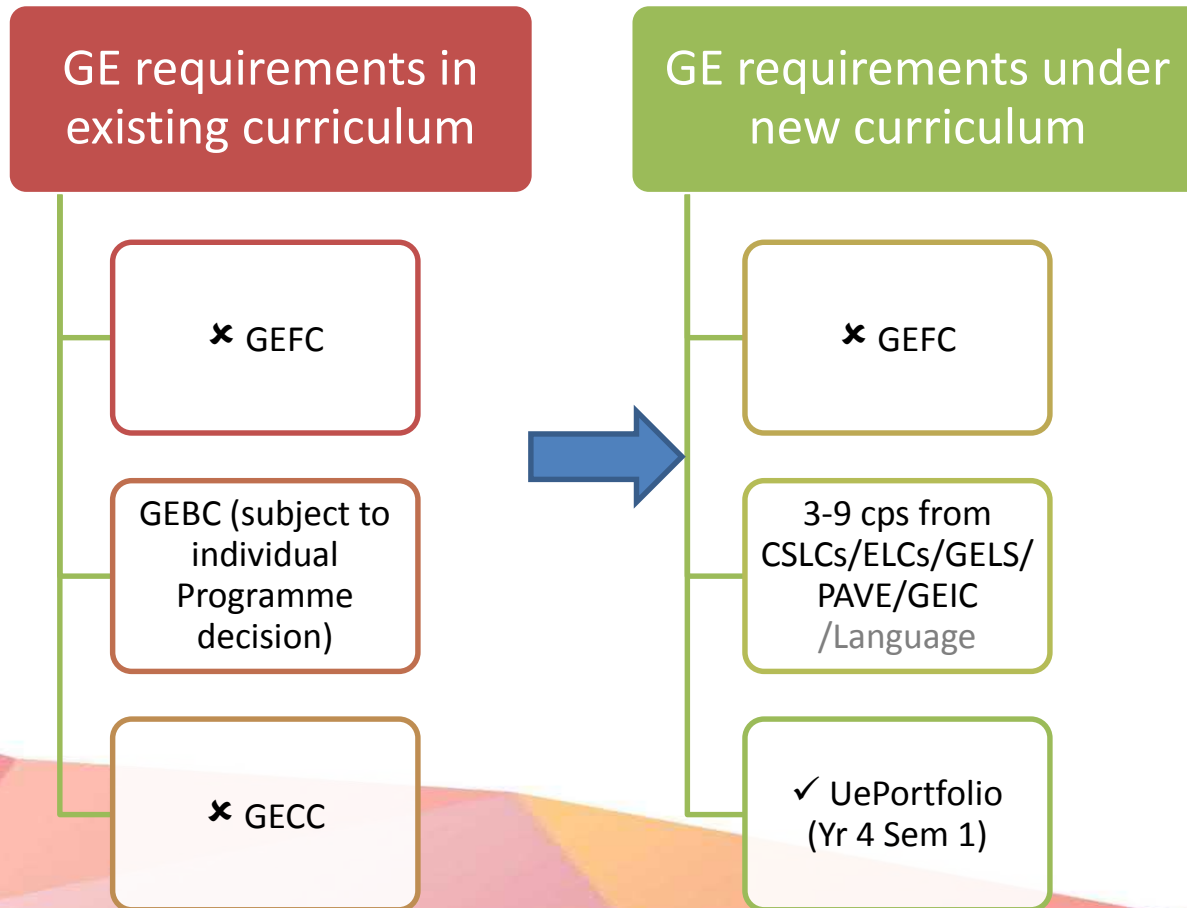 GE requirements in
existing curriculum
✘ GEFC
GEBC (subject to
individual
Programme
decision)
✘ GECC
GE requirements under
new curriculum
✘ GEFC
3-9 cps from
CSLCs/ELCs/GELS/
PAVE/GEIC
/Language
✓ UePortfolio
(Yr 4 Sem 1)